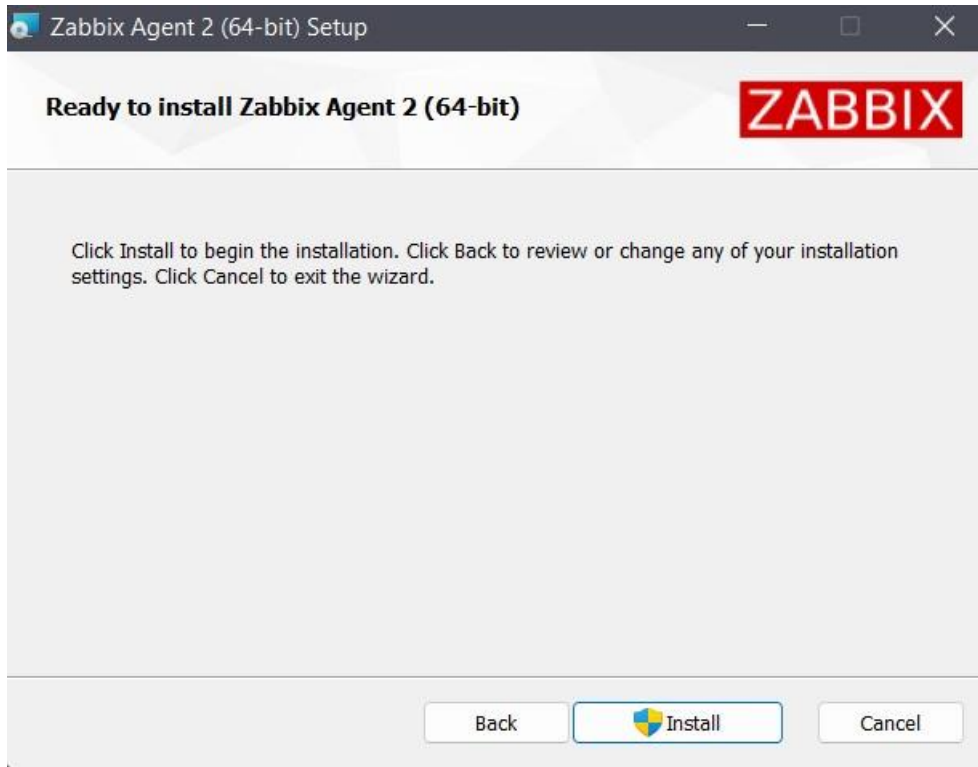 Zabbix Agent 2 (64-bit) Setup
Ready to install Zabbix Agent 2 (64-bit)
ZABBIX
Click Install to begin the installation. Click Back to review or change any of your installation
settings. Click Cancel to exit the wizard.
Back
Install
Cancel